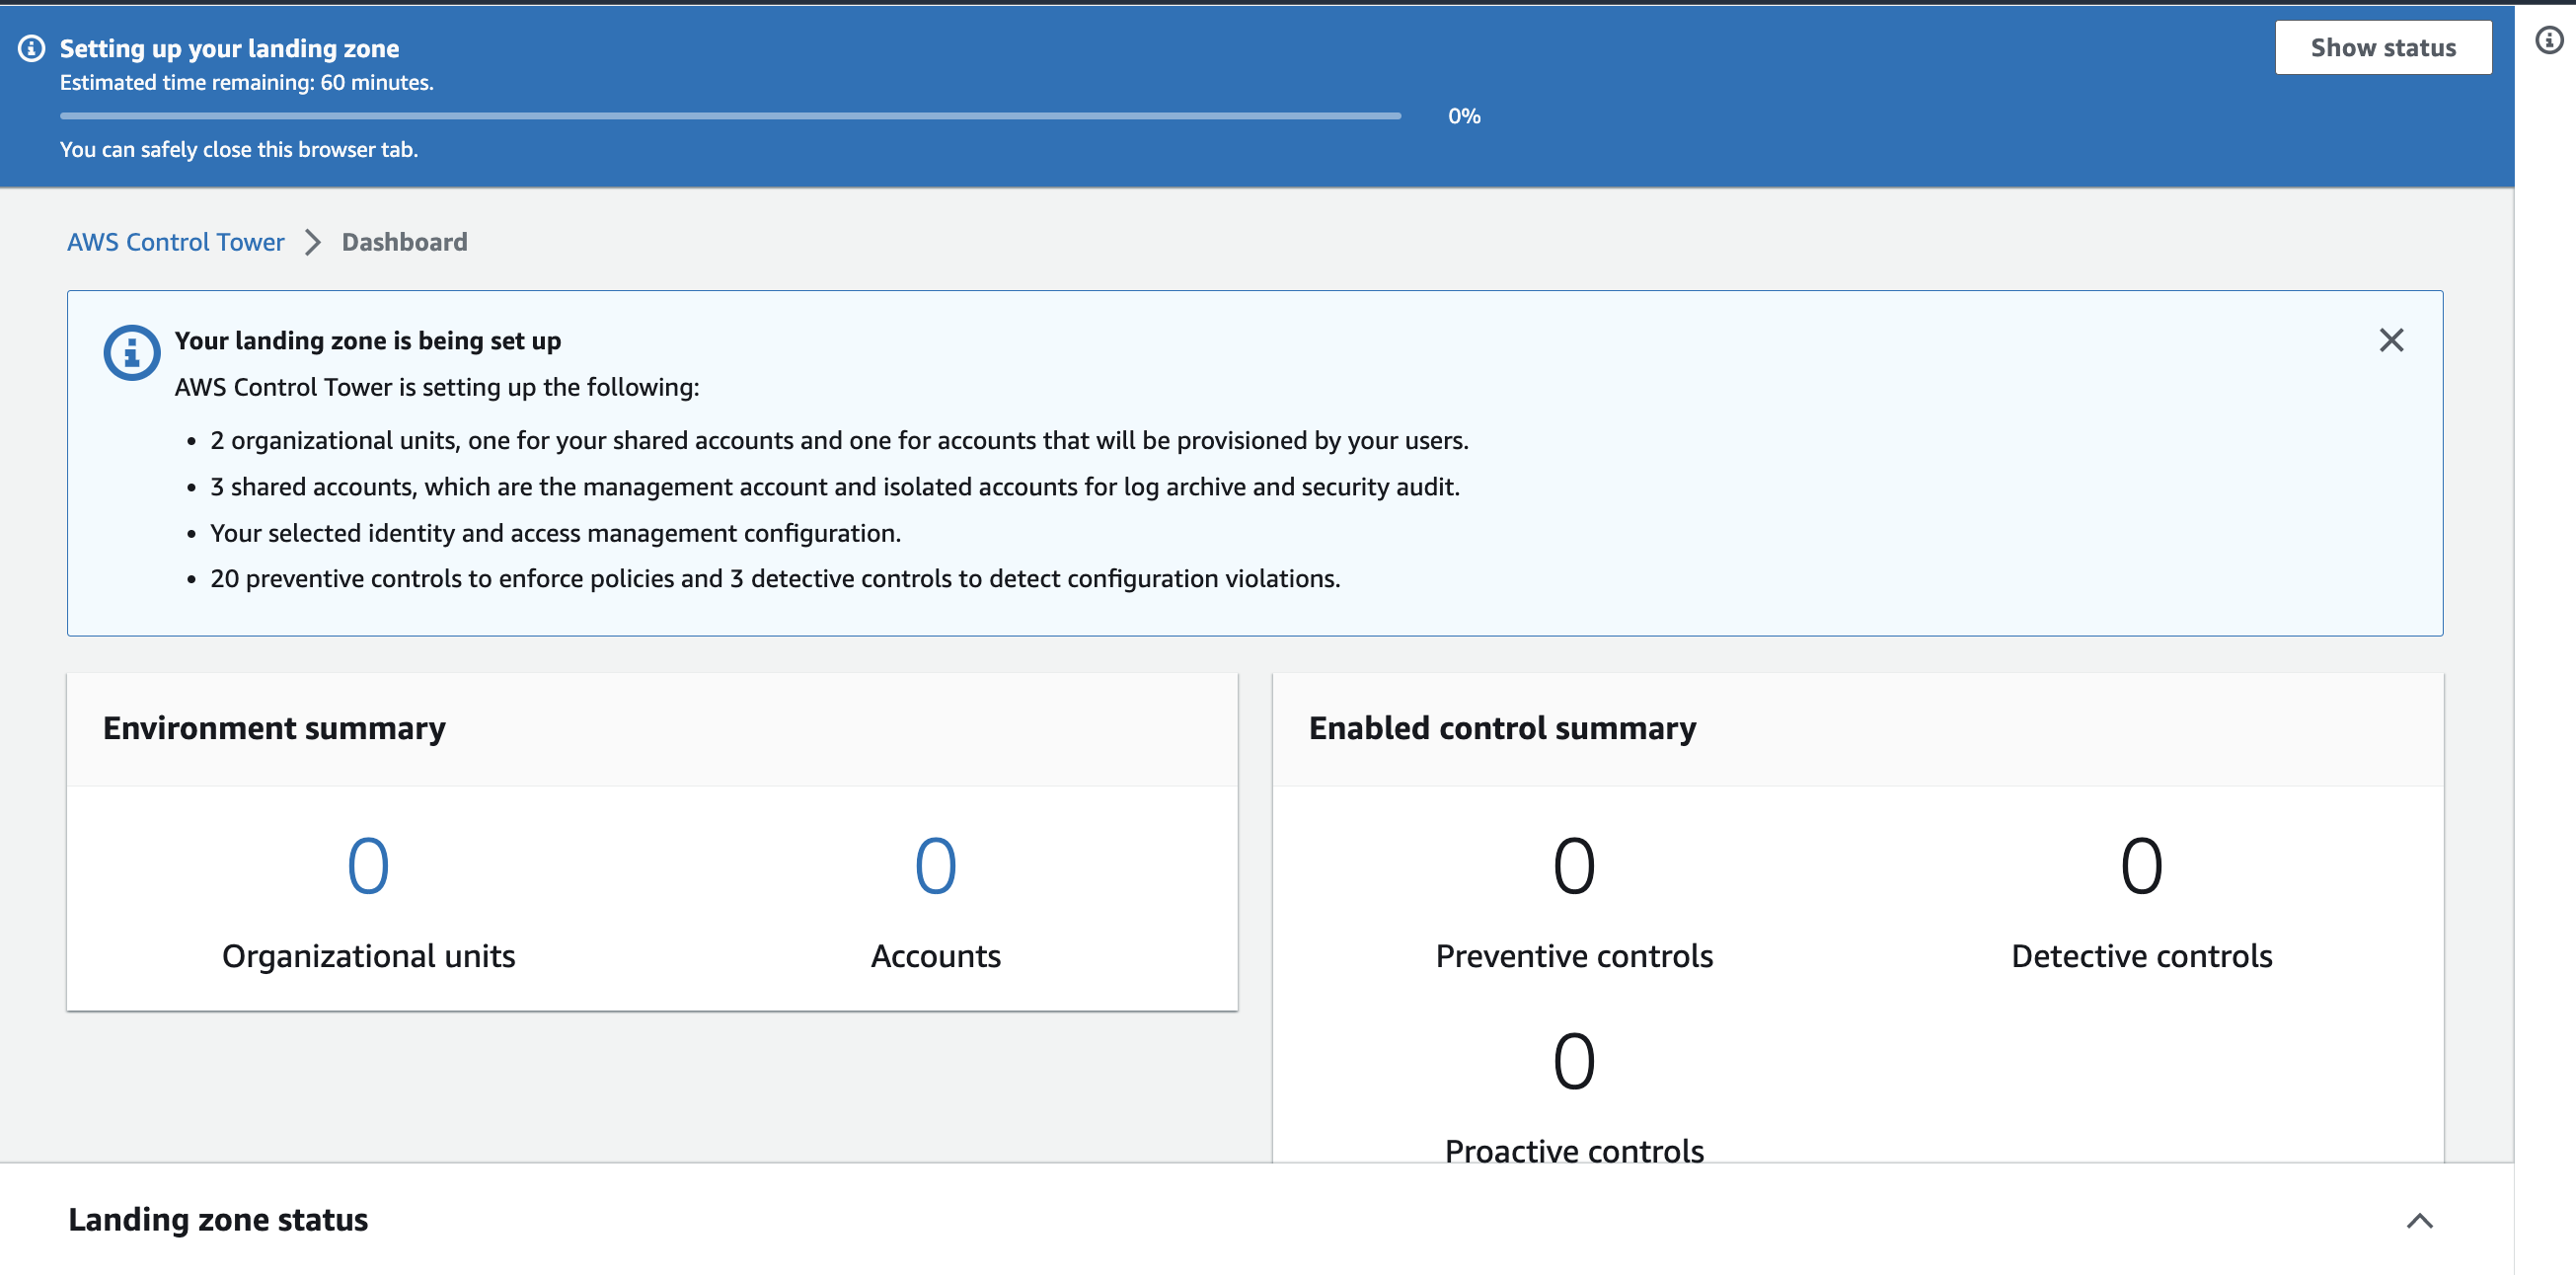 Setting up your landing zone
Show status
Estimated time remaining: 60 minutes.
0%
You can safely close this browser tab.
AWS Control Tower
Dashboard
Your landing zone is being set up
AWS Control Tower is setting up the following:
• 2 organizational units, one for your shared accounts and one for accounts that will be provisioned by your users.
• 3 shared accounts, which are the management account and isolated accounts for log archive and security audit.
• Your selected identity and access management configuration.
• 20 preventive controls to enforce policies and 3 detective controls to detect configuration violations.
Environment summary
0
Organizational units
0
Accounts
Enabled control summary
0
Preventive controls
0
Detective controls
0
Proactive controls
Landing zone status